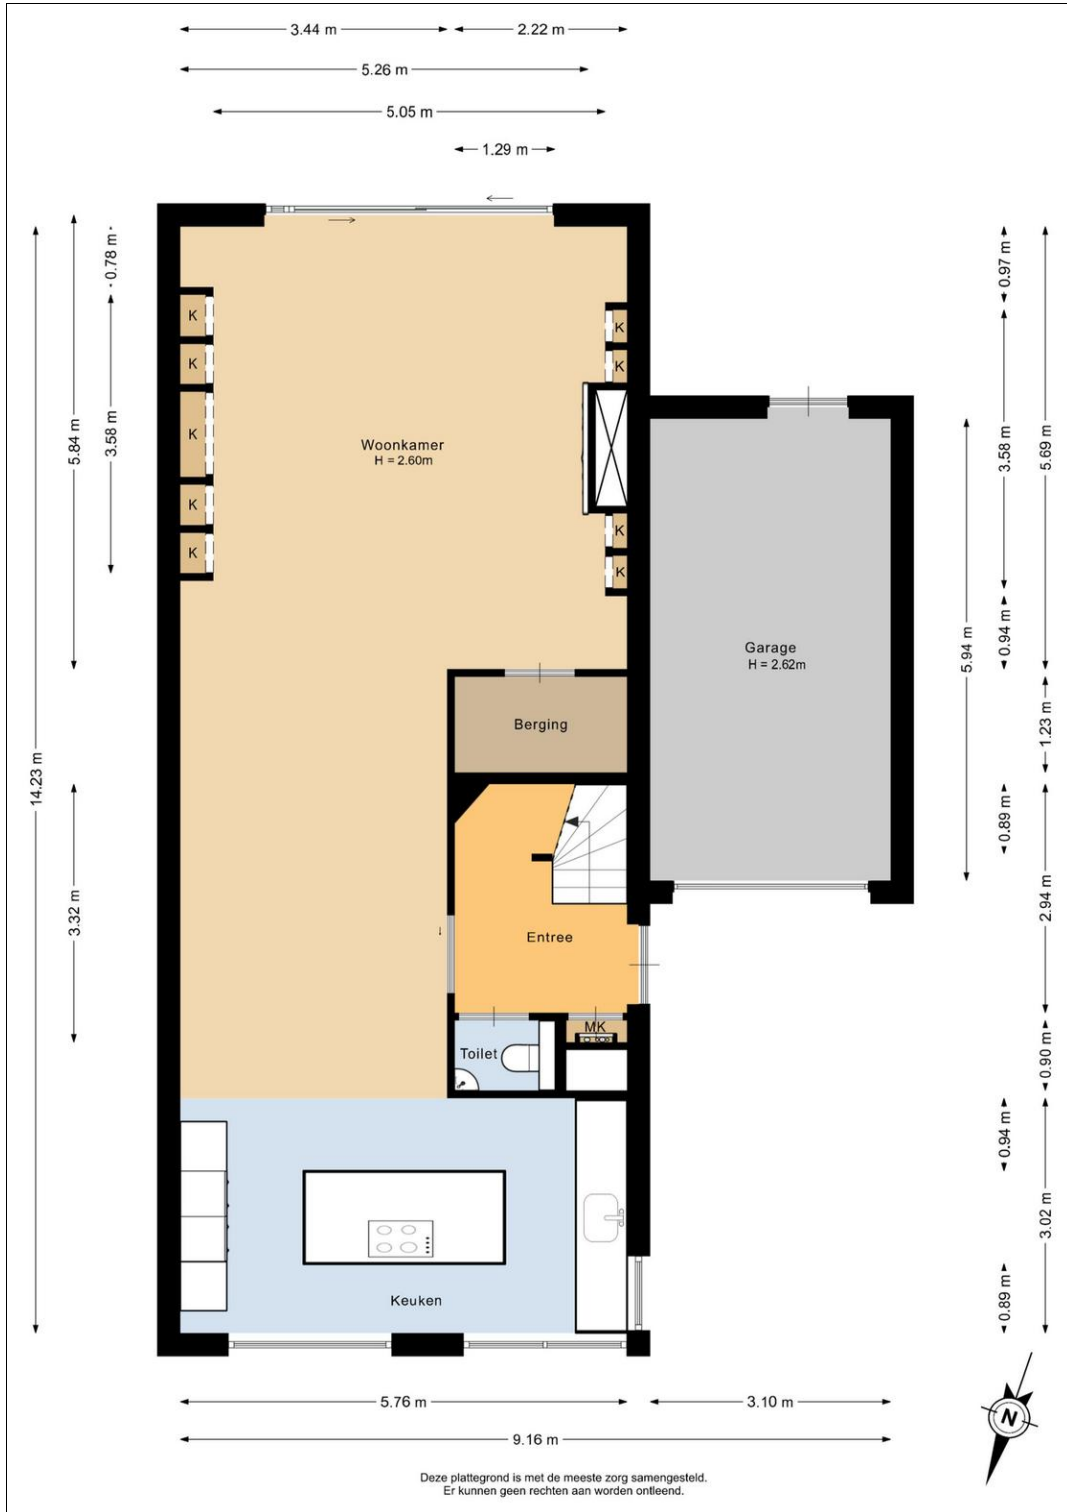 3.44 m
2.22 m
5.26 m
5.05 m
1.29 m
0.78 m
0.97 m
K
K
K
K
Woonkamer
H = 2.60m
K
5.84 m
3.58 m
3.58 m
5.69 m
K
K
K
K
K
Garage
H = 2.62m
5.94 m
0.94 m
Berging
1.23 m
14.23 m
0.89 m
3.32 m
Entree
2.94 m
MK
Toilet
0.90 m
0.94 m
3.02 m
Keuken
0.89 m
5.76 m
3.10 m
9.16 m
N
Deze plattegrond is met de meeste zorg samengesteld.
Er kunnen geen rechten aan worden ontleend.